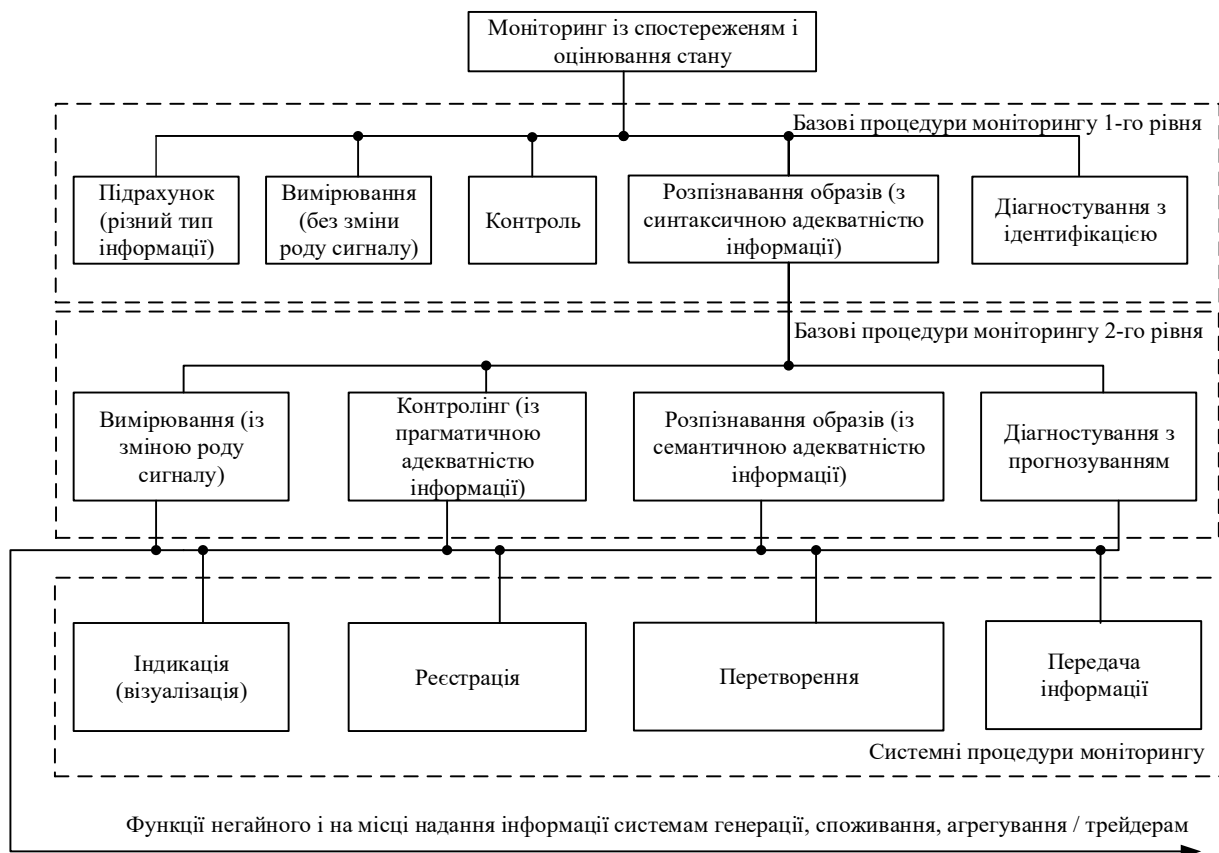 Моніторинг із спостереженям і
оцінювання стану
Базові процедури моніторингу 1-го рівня
Підрахунок
(різний тип
інформації)
Вимірювання
(без зміни
роду сигналу)
Контроль
Розпізнавання образів (з
синтаксичною адекватністю
інформації)
Діагностування з
ідентифікацією
Базові процедури моніторингу 2-го рівня
Вимірювання (із
зміною роду
сигналу)
Контролінг (із
прагматичною
адекватністю
інформації)
Розпізнавання образів (із
семантичною адекватністю
інформації)
Діагностування з
прогнозуванням
Індикація
(візуалізація)
Реєстрація
Перетворення
Передача
інформації
Системні процедури моніторингу
Функції негайного і на місці надання інформації системам генерації, споживання, агрегування / трейдерам